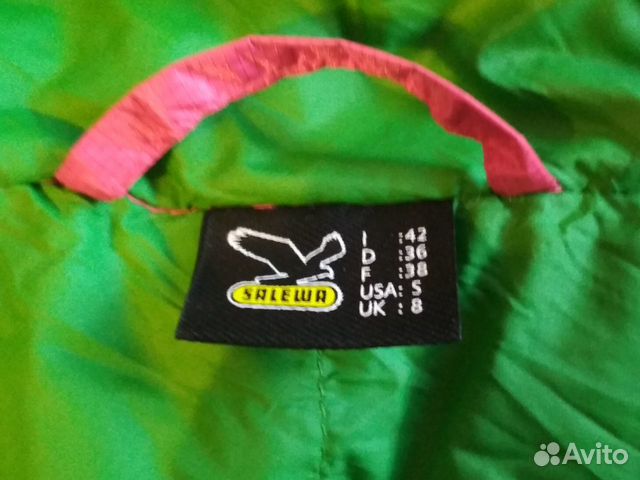 SALEWA
I : 42
D : 36
F : 38
USA : S
UK : 8
Avito